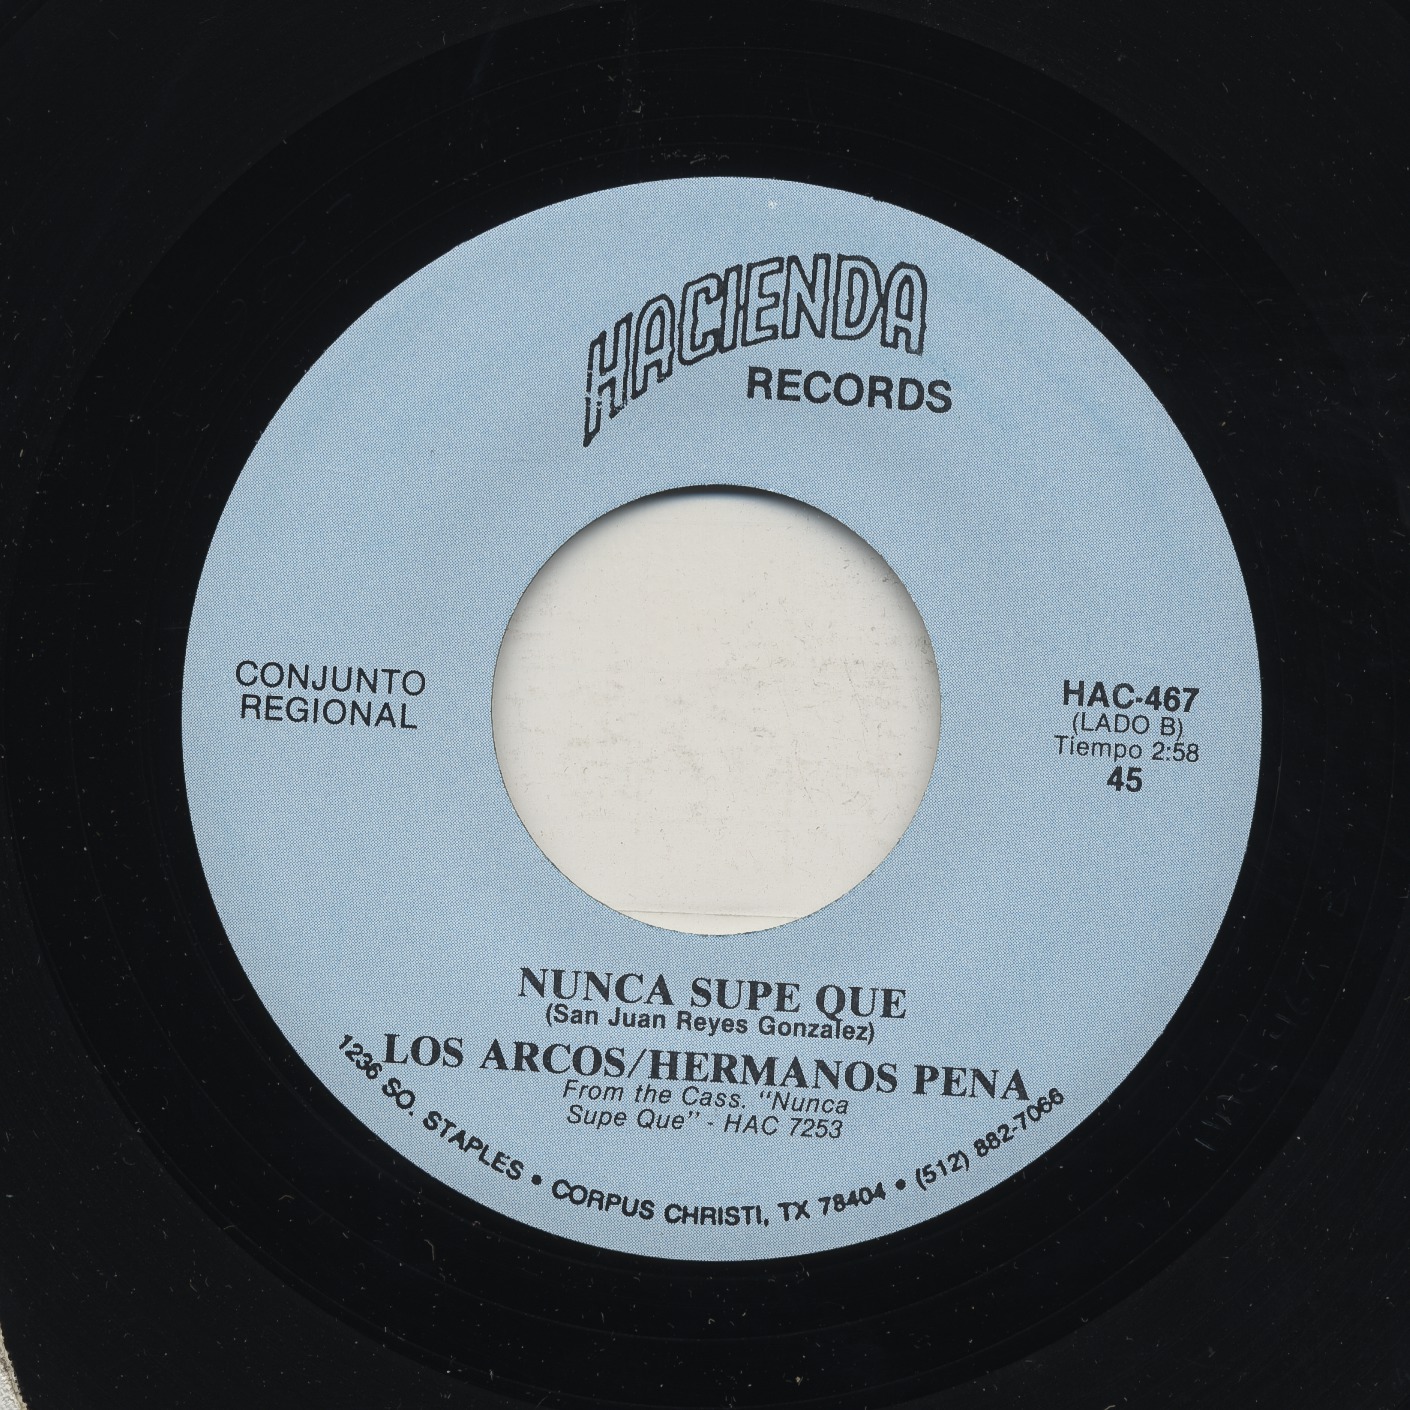 HACIENDA
RECORDS
CONJUNTO
REGIONAL
HAC-467
(LADO B)
Tiempo 2:58
45
NUNCA SUPE QUE
(San Juan Reyes Gonzalez)
LOS ARCOS/HERMANOS PENA
From the Cass. "Nunca
Supe Que" - HAC 7253
1236 SO. STAPLES • CORPUS CHRISTI, TX 78404 • (512) 882-7066